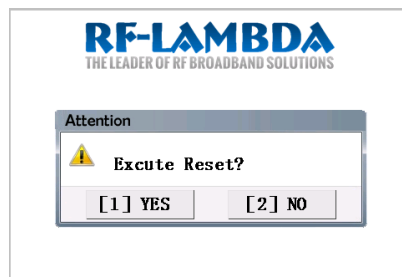 RF-LAMBDA
THE LEADER OF RF BROADBAND SOLUTIONS
Attention
Excute Reset?
[1] YES [2] NO